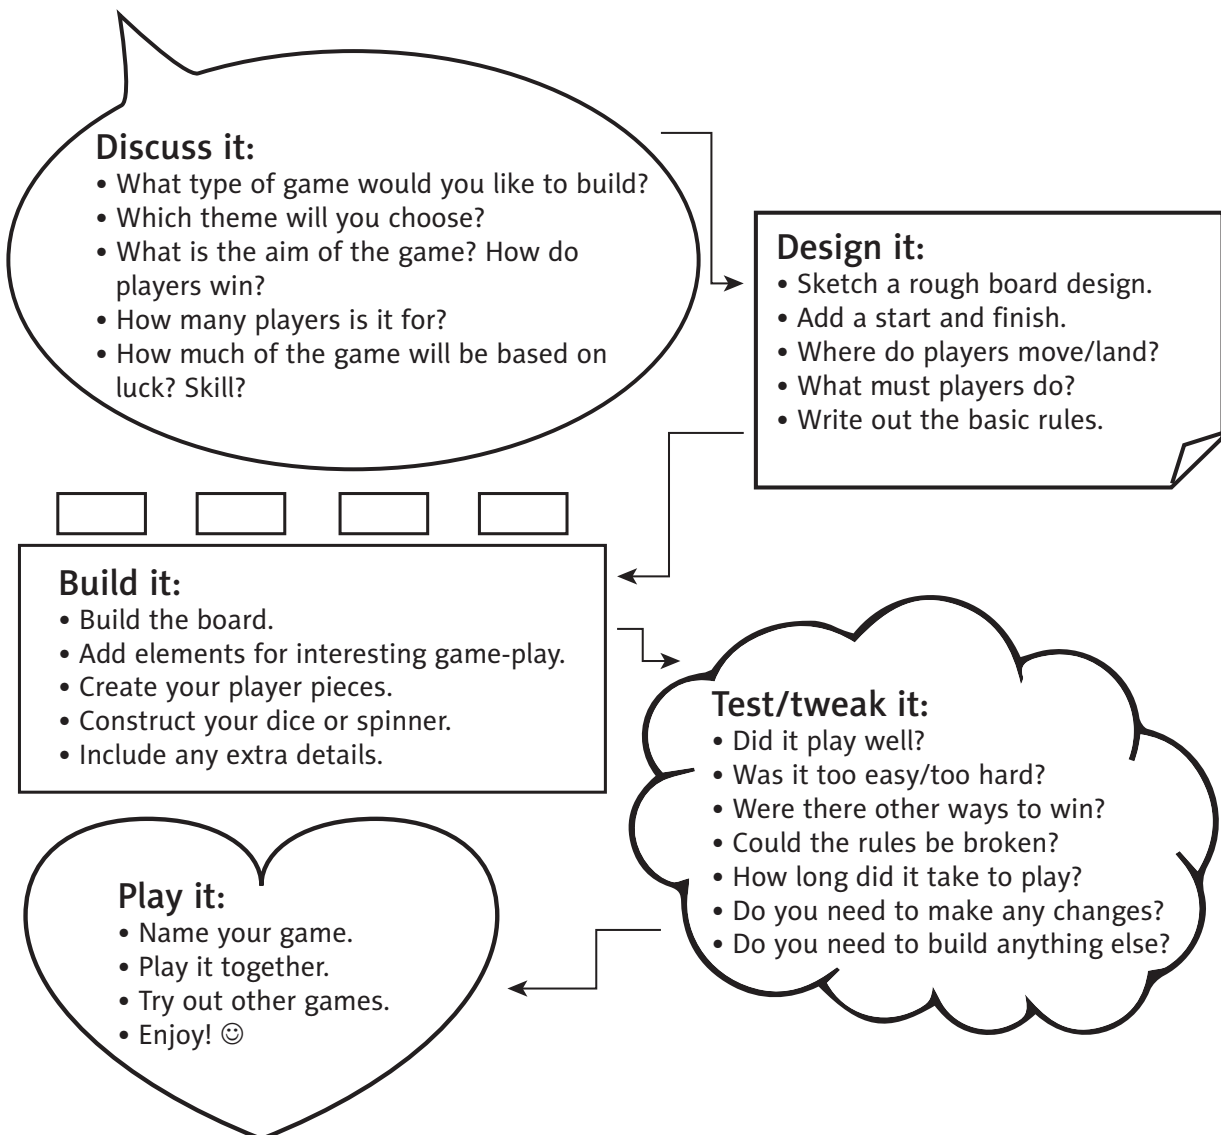 Discuss it:
• What type of game would you like to build?
• Which theme will you choose?
• What is the aim of the game? How do
players win?
• How many players is it for?
• How much of the game will be based on
luck? Skill?
Design it:
• Sketch a rough board design.
• Add a start and finish.
• Where do players move/land?
• What must players do?
• Write out the basic rules.
Build it:
• Build the board.
• Add elements for interesting game-play.
• Create your player pieces.
• Construct your dice or spinner.
• Include any extra details.
Test/tweak it:
• Did it play well?
• Was it too easy/too hard?
• Were there other ways to win?
• Could the rules be broken?
• How long did it take to play?
• Do you need to make any changes?
• Do you need to build anything else?
Play it:
• Name your game.
• Play it together.
• Try out other games.
• Enjoy! ☺